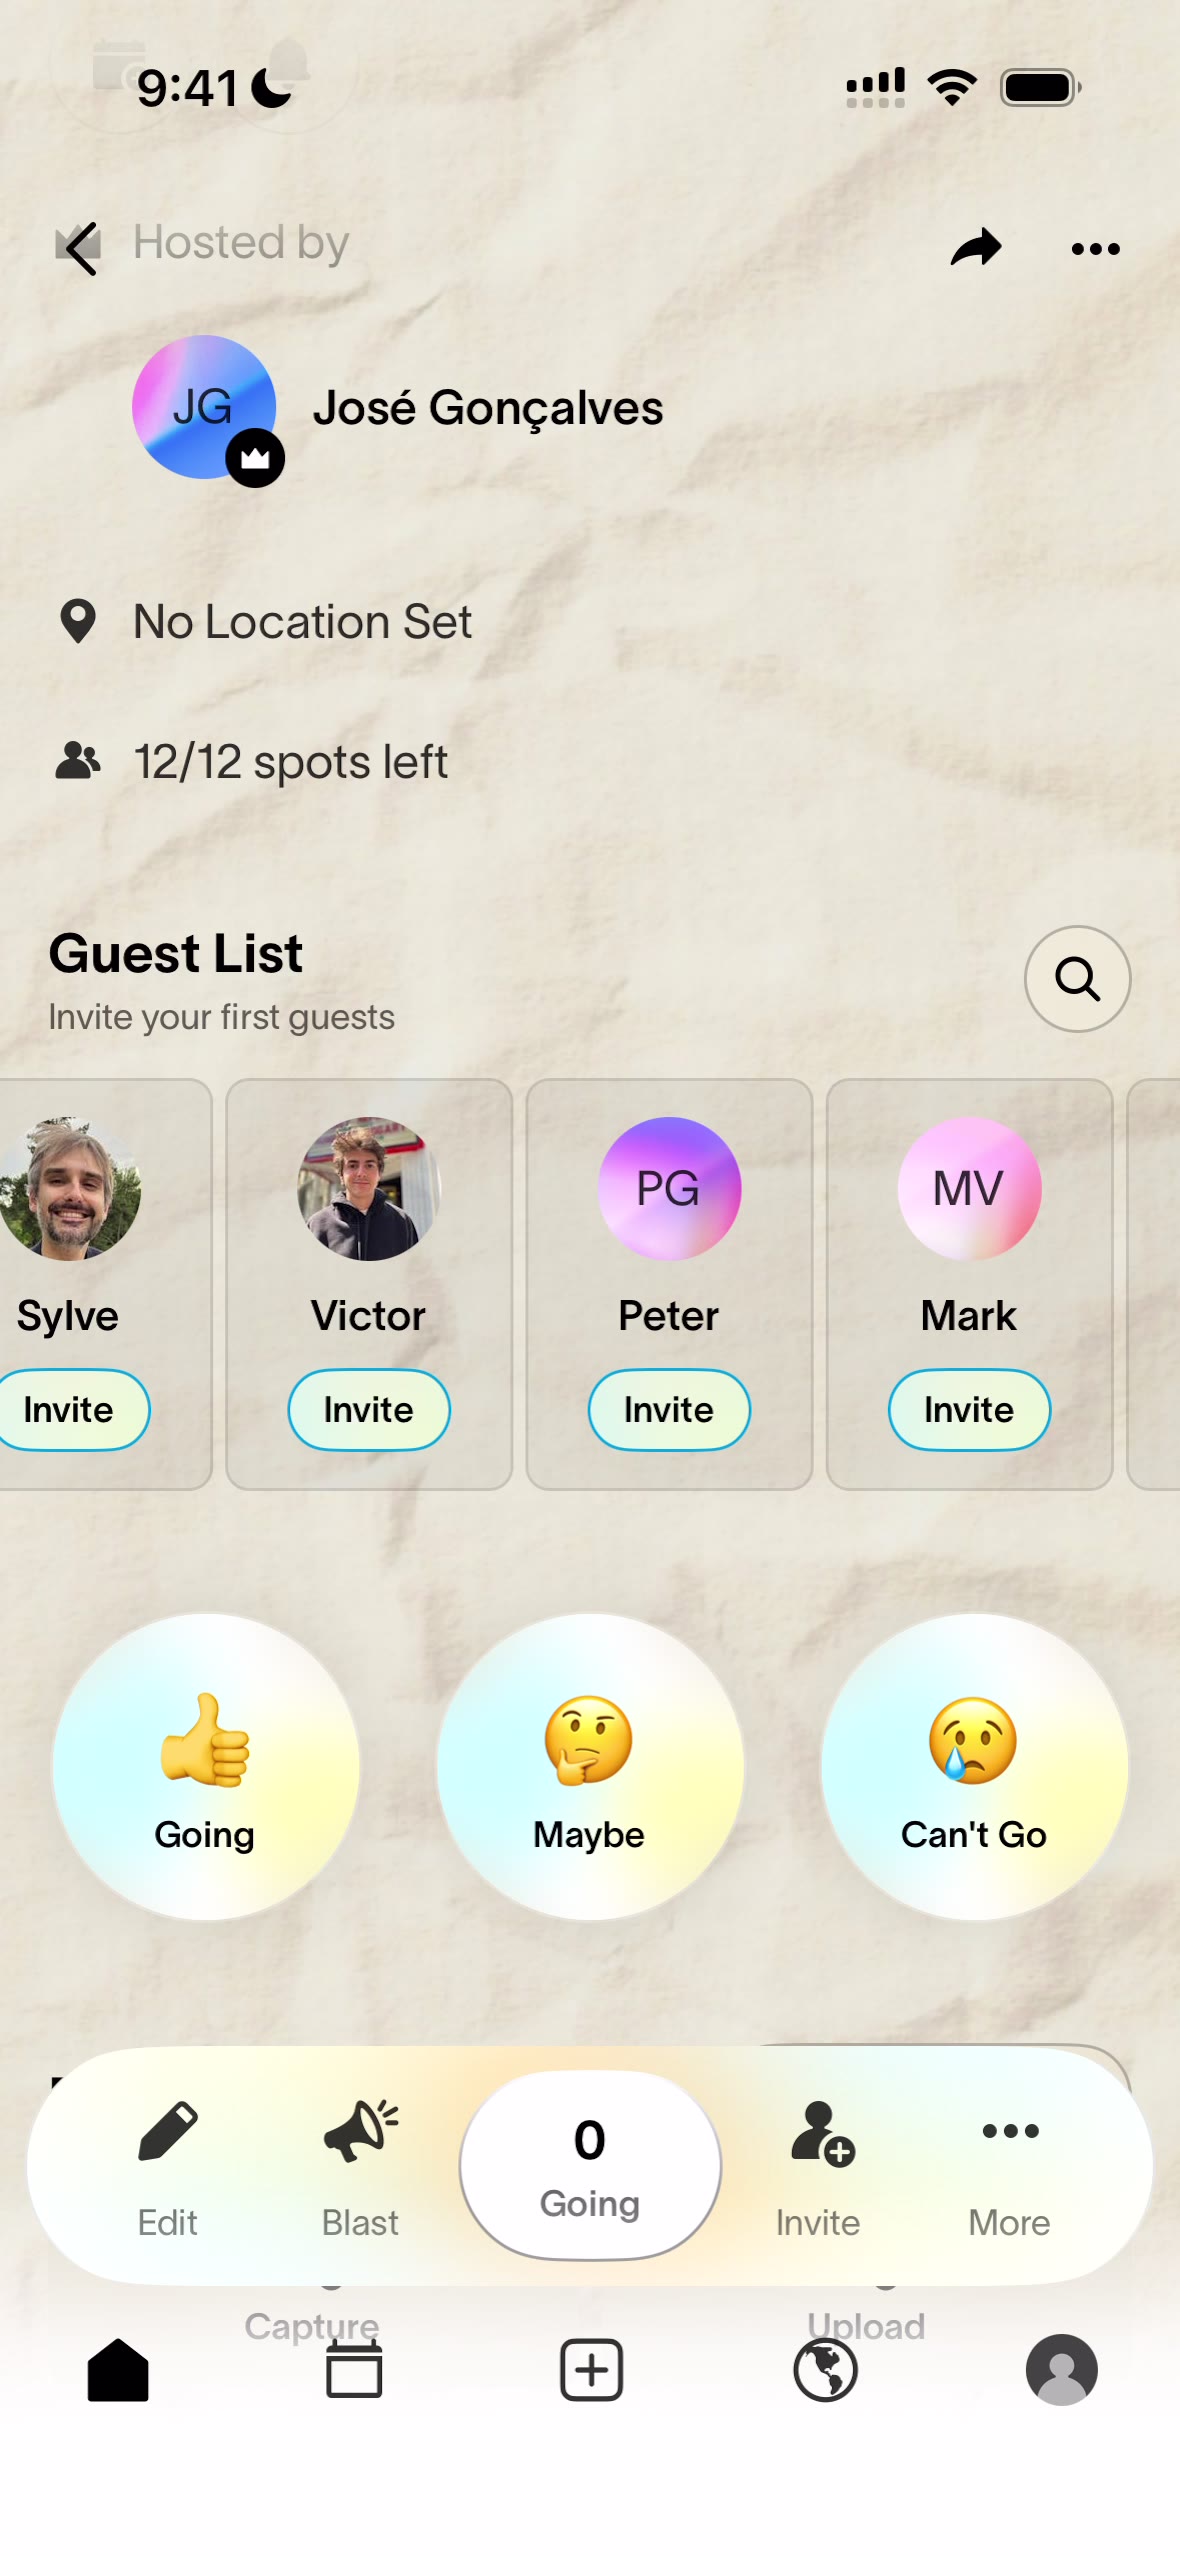 9:41
Hosted by
JG
José Gonçalves
No Location Set
12/12 spots left
Guest List
Invite your first guests
PG
MV
Sylve
Victor
Peter
Mark
Invite
Invite
Invite
Invite
Going
Maybe
Can't Go
0
Going
Edit
Blast
Invite
More
Capture
Upload